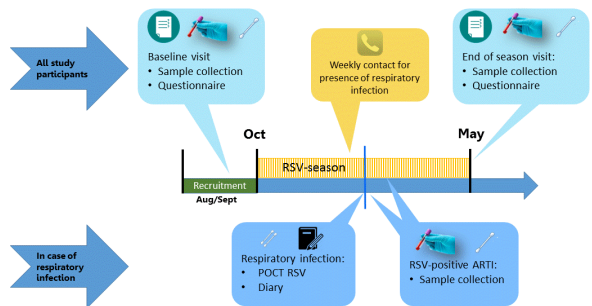 All study
participants
Baseline visit
• Sample collection
• Questionnaire
Weekly contact for
presence of respiratory
infection
End of season visit:
• Sample collection
• Questionnaire
Oct
May
RSV-season
Recruitment
Aug/Sept
In case of
respiratory
infection
Respiratory infection:
• POCT RSV
• Diary
RSV-positive ARTI:
• Sample collection